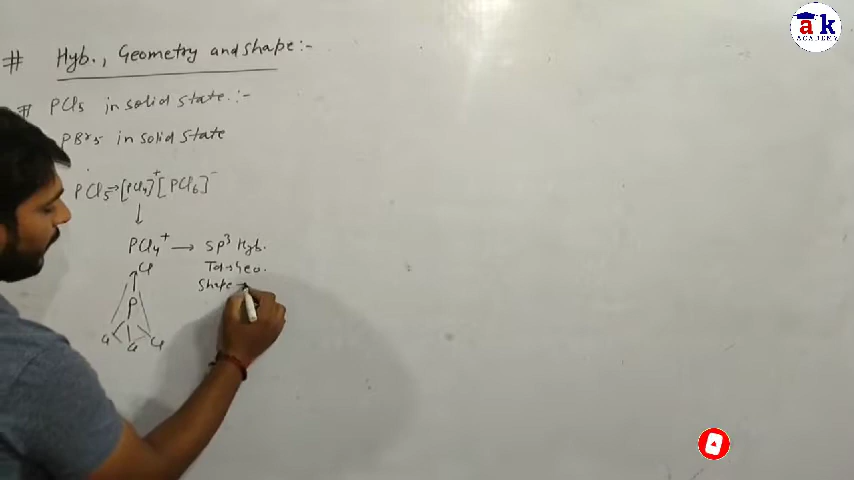 # Hyb., Geometry and shape:-
# PCl5 in solid state :-
PBr5 in solid state
PCl5 → [PCl4]+ [PCl6]-
↓
PCl4+ → SP3 Hyb.
Shape →
Cl
P
Cl Cl Cl
ak
ACADEMY